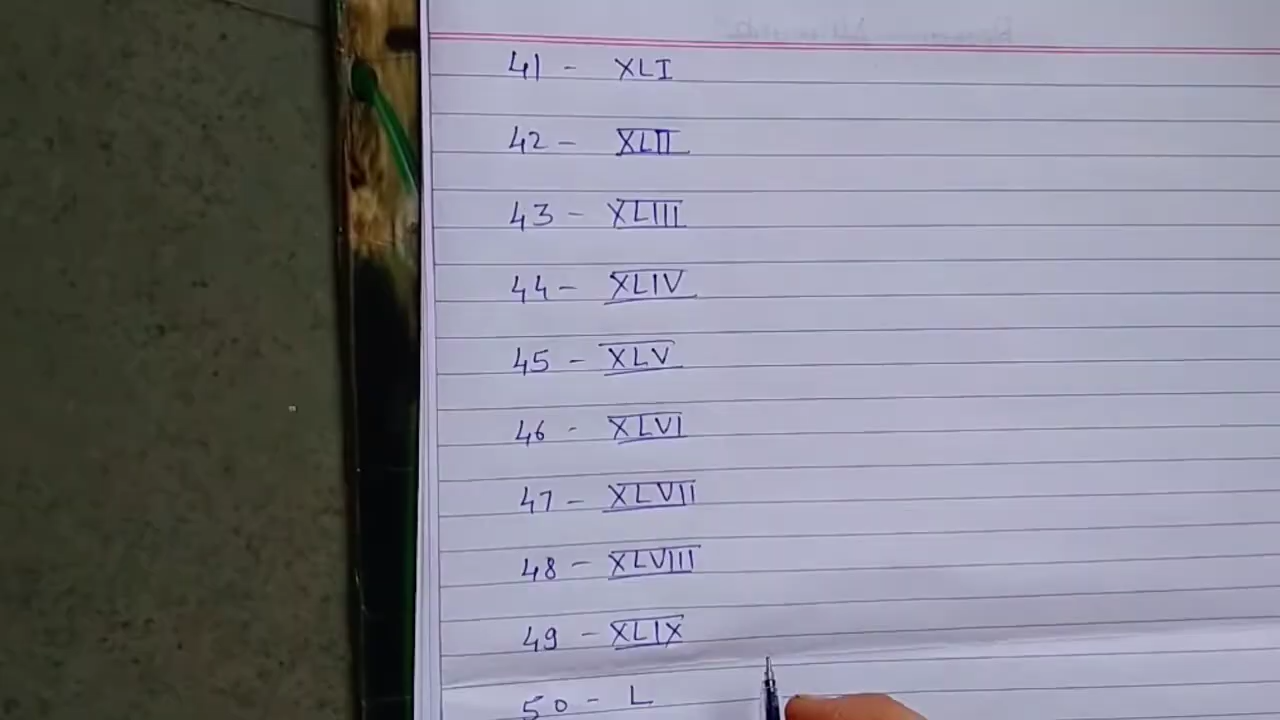 41 - XLI
42 - XLII
43 - XLIII
44 - XLIV
45 - XLV
46 - XLVI
47 - XLVII
48 - XLVIII
49 - XLIX
50 - L